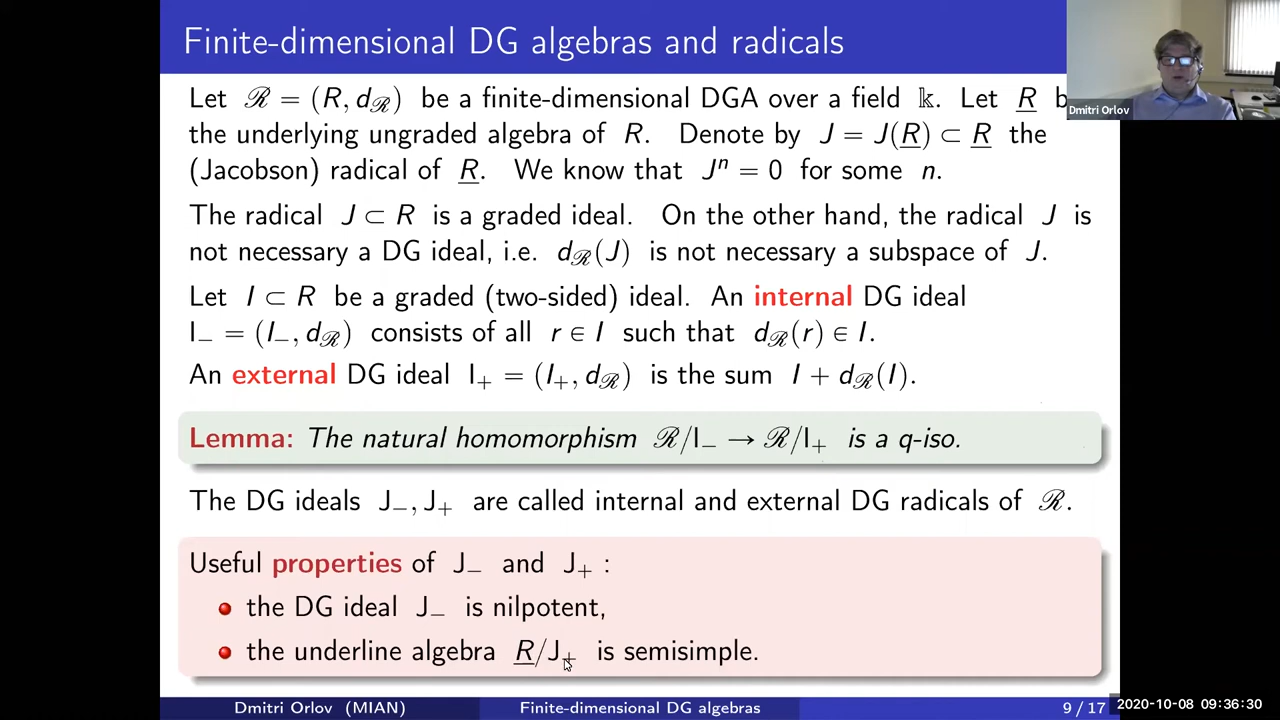 Finite-dimensional DG algebras and radicals
Let ℛ = (R, d_ℛ) be a finite-dimensional DGA over a field 𝕜. Let R̲ b
the underlying ungraded algebra of R. Denote by J = J(R̲) ⊂ R̲ the
(Jacobson) radical of R̲. We know that Jⁿ = 0 for some n.
The radical J ⊂ R is a graded ideal. On the other hand, the radical J is
not necessary a DG ideal, i.e. d_ℛ(J) is not necessary a subspace of J.
Let I ⊂ R be a graded (two-sided) ideal. An internal DG ideal
I₋ = (I₋, d_ℛ) consists of all r ∈ I such that d_ℛ(r) ∈ I.
An external DG ideal I₊ = (I₊, d_ℛ) is the sum I + d_ℛ(I).
Lemma: The natural homomorphism ℛ/I₋ → ℛ/I₊ is a q-iso.
The DG ideals J₋, J₊ are called internal and external DG radicals of ℛ.
Useful properties of J₋ and J₊ :
the DG ideal J₋ is nilpotent,
the underline algebra R̲/J₊ is semisimple.
Dmitri Orlov (MIAN) Finite-dimensional DG algebras 9 / 17
Dmitri Orlov
2020-10-08 09:36:30